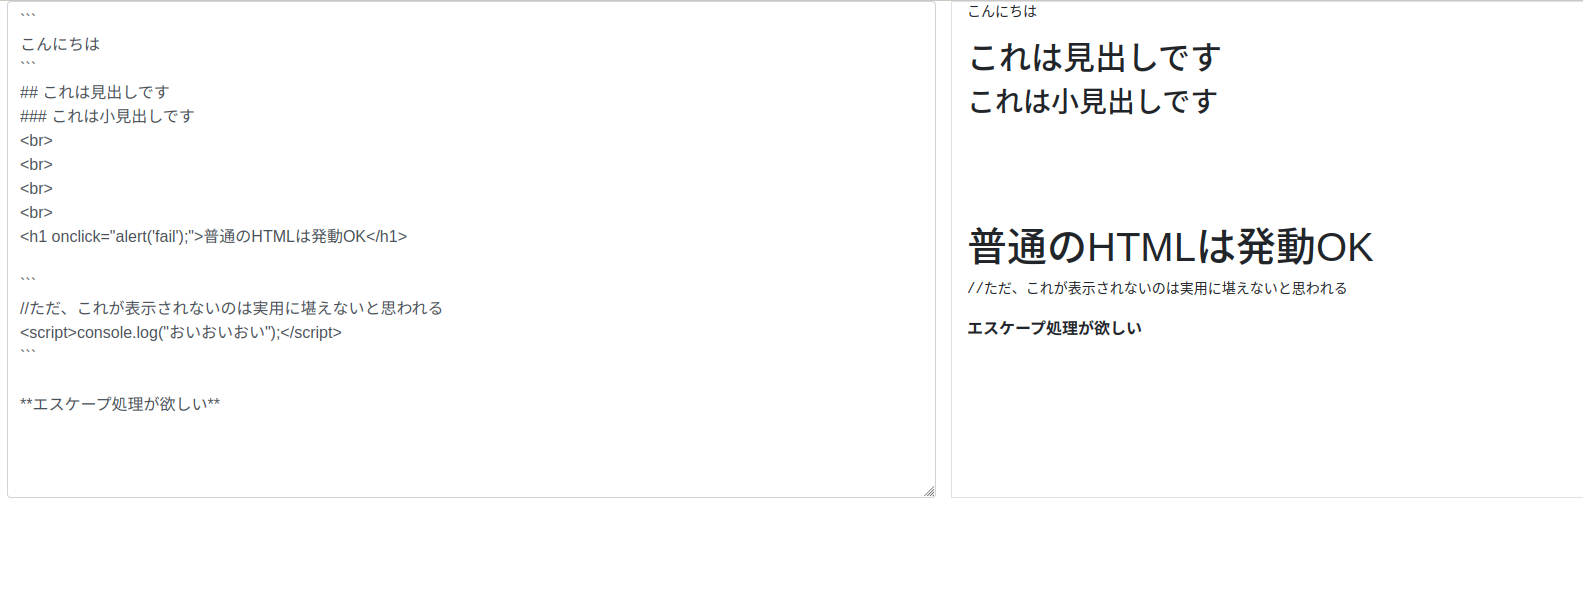 ```
こんにちは
```
## これは見出しです
### これは小見出しです
<br>
<br>
<br>
<br>
<h1 onclick="alert('fail');">普通のHTMLは発動OK</h1>
```
//ただ、これが表示されないのは実用に堪えないと思われる
<script>console.log("おいおいおい");</script>
```
**エスケープ処理が欲しい**
こんにちは
これは見出しです
これは小見出しです
普通のHTMLは発動OK
//ただ、これが表示されないのは実用に堪えないと思われる
エスケープ処理が欲しい